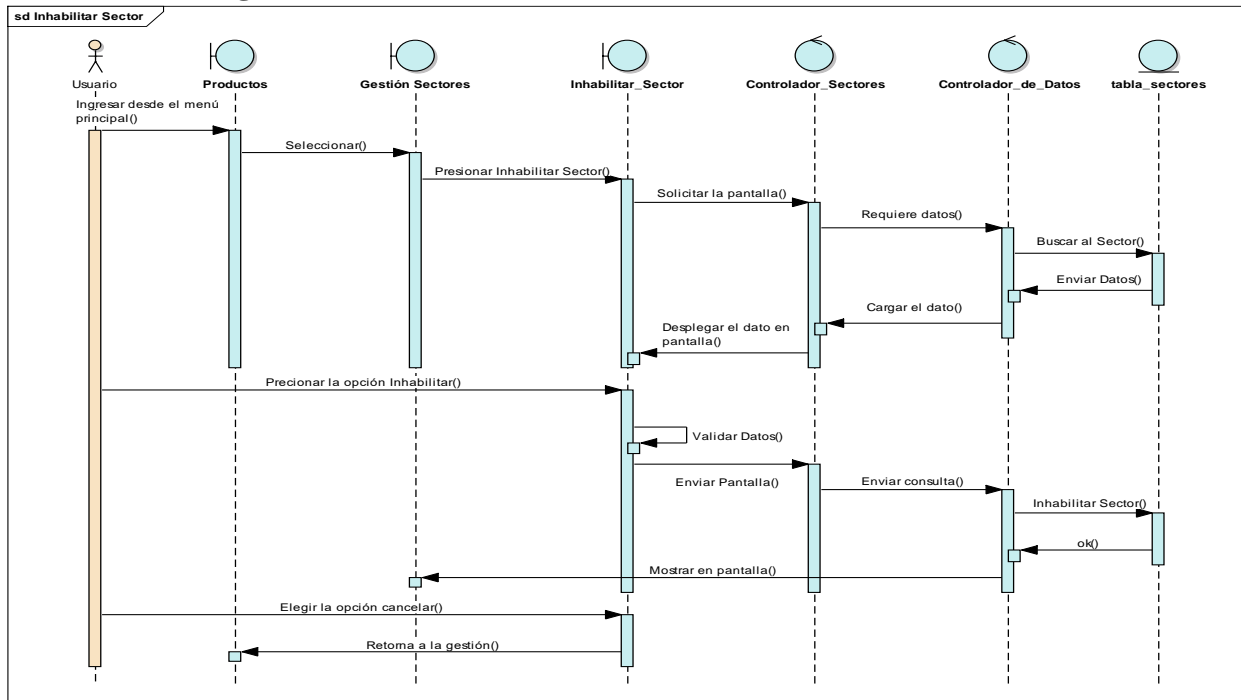 sd Inhabilitar Sector
Usuario
Productos
Gestión Sectores
Inhabilitar_Sector
Controlador_Sectores
Controlador_de_Datos
tabla_sectores
Ingresar desde el menú
principal()
Seleccionar()
Presionar Inhabilitar Sector()
Solicitar la pantalla()
Requiere datos()
Buscar al Sector()
Enviar Datos()
Cargar el dato()
Desplegar el dato en
pantalla()
Precionar la opción Inhabilitar()
Validar Datos()
Enviar Pantalla()
Enviar consulta()
Inhabilitar Sector()
ok()
Mostrar en pantalla()
Elegir la opción cancelar()
Retorna a la gestión()